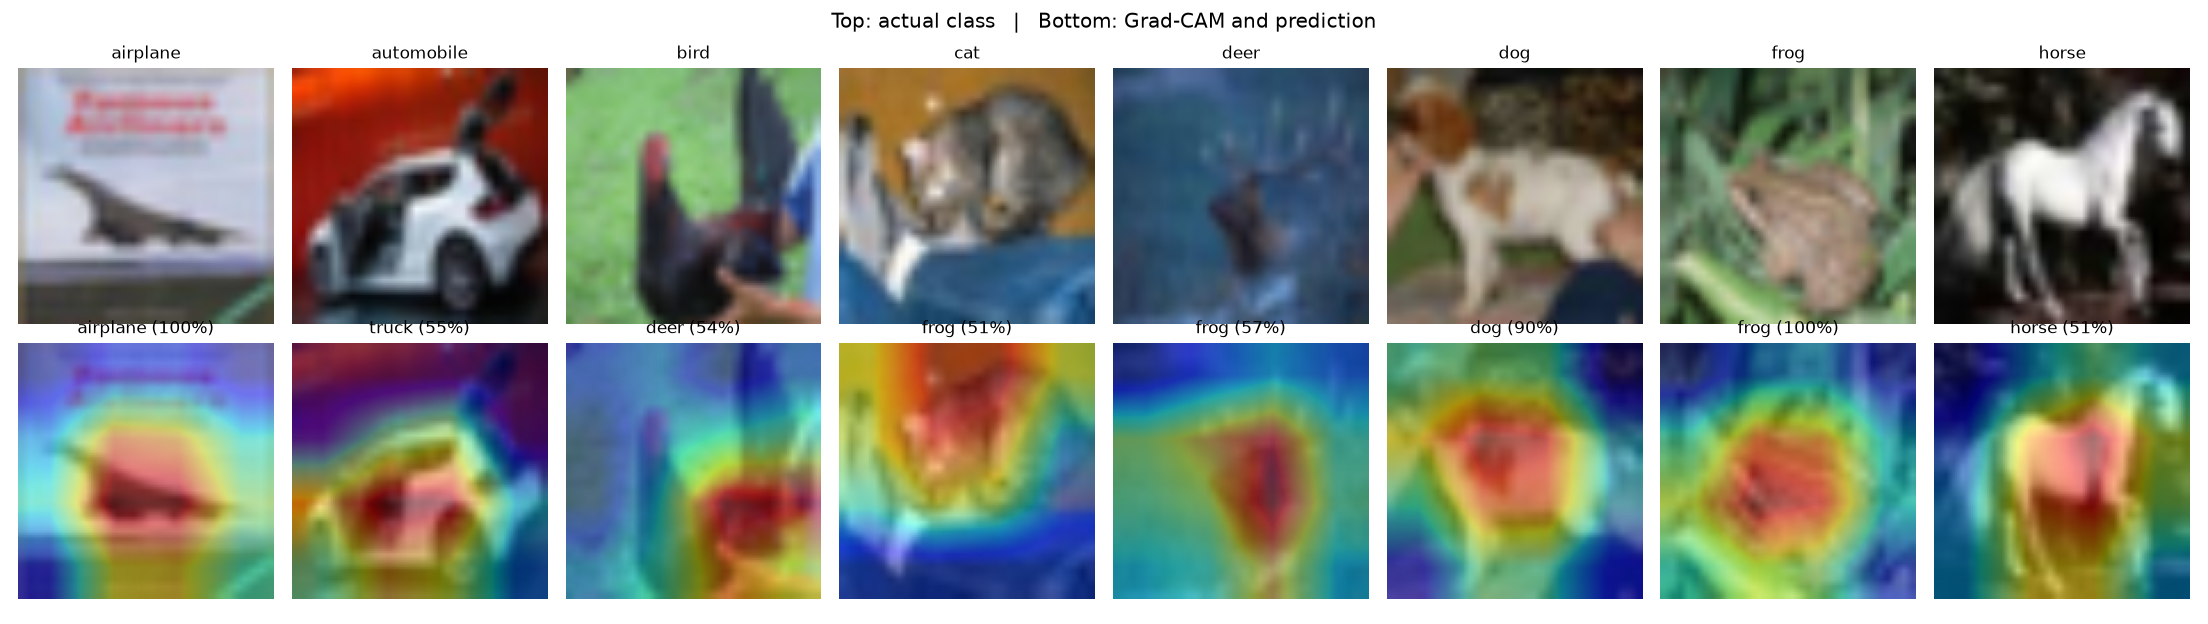 Top: actual class | Bottom: Grad-CAM and prediction
airplane automobile bird cat deer dog frog horse
airplane (100%) truck (55%) deer (54%) frog (51%) frog (57%) dog (90%) frog (100%) horse (51%)